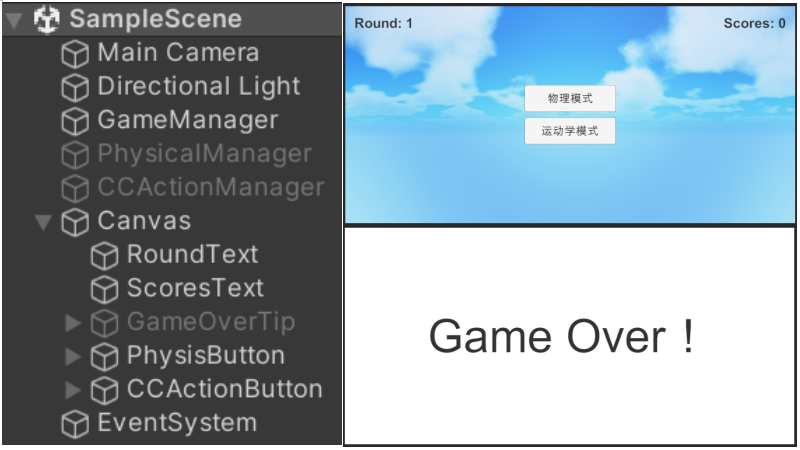 SampleScene
Main Camera
Directional Light
GameManager
PhysicalManager
CCActionManager
Canvas
RoundText
ScoresText
GameOverTip
PhysisButton
CCActionButton
EventSystem
Round: 1
Scores: 0
物理模式
运动学模式
Game Over！